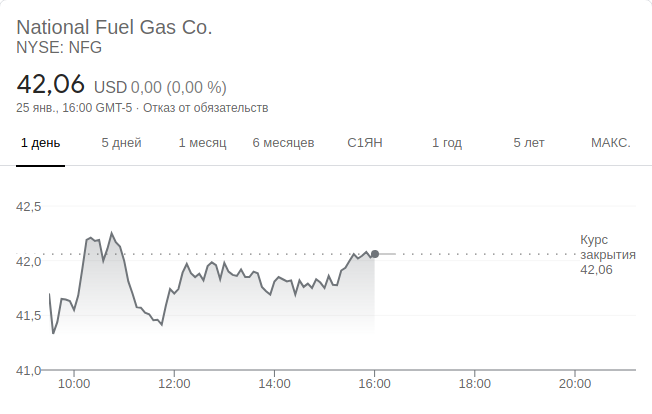 National Fuel Gas Co.
NYSE: NFG
42,06 USD 0,00 (0,00 %)
25 янв., 16:00 GMT-5 · Отказ от обязательств
1 день 5 дней 1 месяц 6 месяцев С1ЯН 1 год 5 лет МАКС.
42,5
Курс
42,0 закрытия
42,06
41,5
41,0
10:00 12:00 14:00 16:00 18:00 20:00